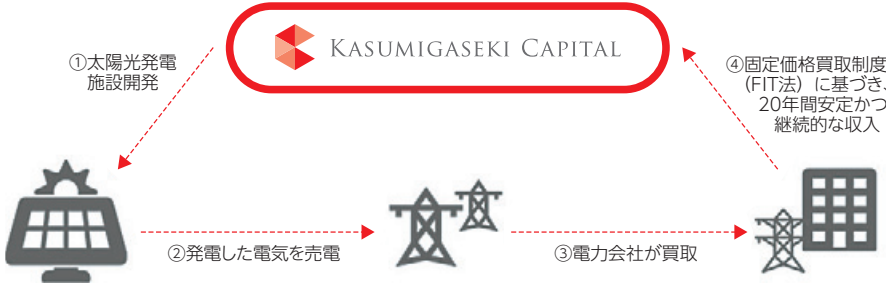 KASUMIGASEKI CAPITAL
①太陽光発電
施設開発
④固定価格買取制度
（FIT法）に基づき、
20年間安定かつ
継続的な収入
②発電した電気を売電
③電力会社が買取